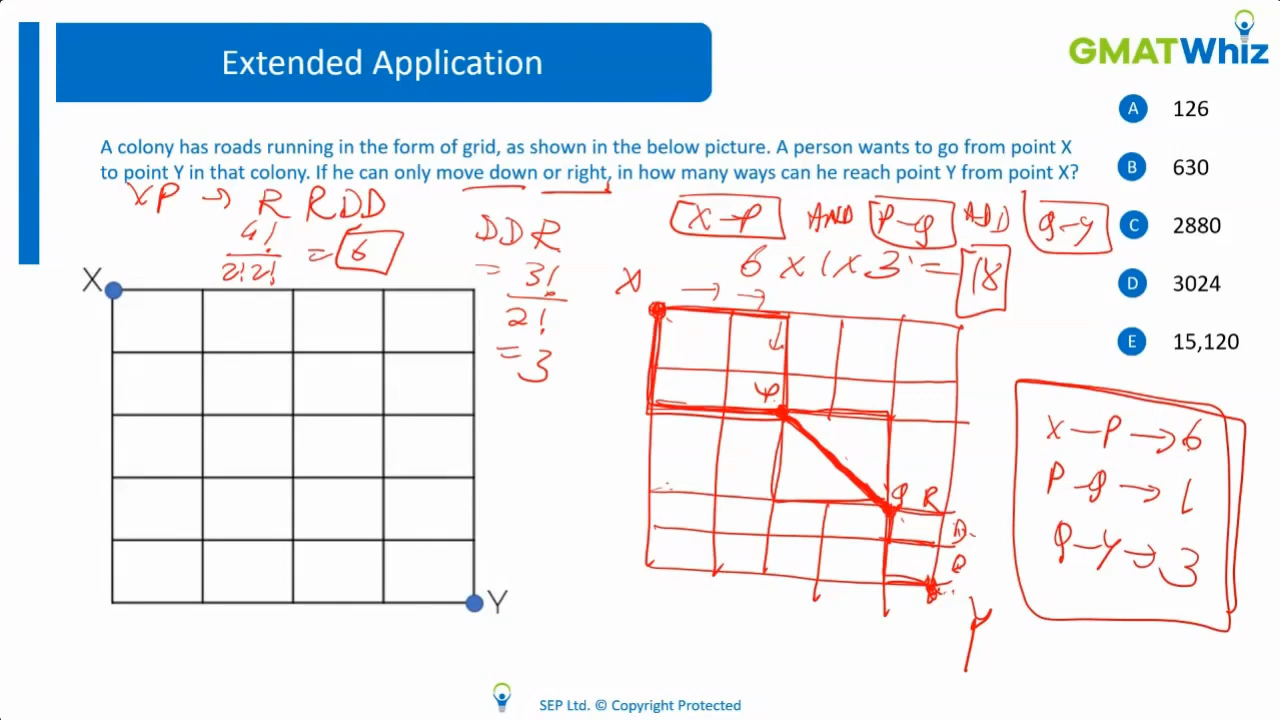 Extended Application
GMATWhiz
A colony has roads running in the form of grid, as shown in the below picture. A person wants to go from point X
to point Y in that colony. If he can only move down or right, in how many ways can he reach point Y from point X?
A 126
B 630
C 2880
D 3024
E 15,120
XP → R R D D
4!
2!2!
= 6
D D R
= 3!
2!
= 3
X – P AND P – Q AND Q – Y
6 × 1 × 3 = 18
X
Y
X
P
Q R
D
D
Y
X – P → 6
P – Q → 1
Q – Y → 3
SEP Ltd. © Copyright Protected